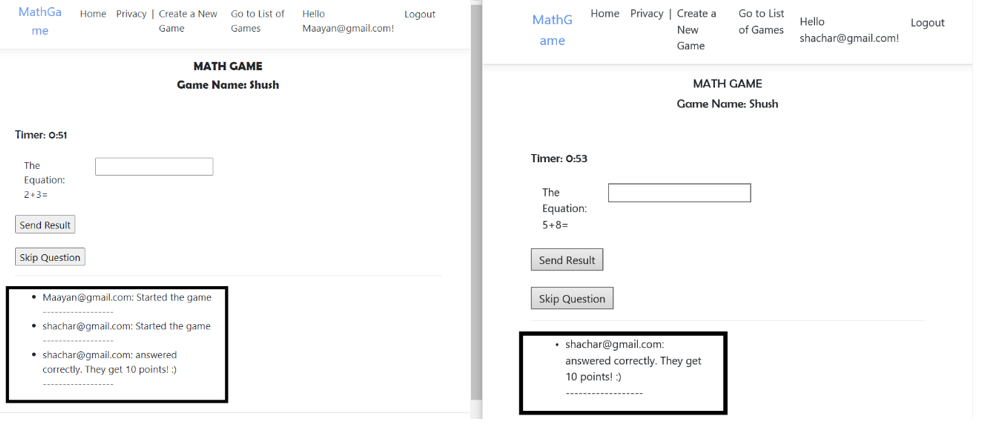 MathGa
me
Home
Privacy | Create a New
Game
Go to List of
Games
Hello
Maayan@gmail.com!
Logout
MATH GAME
Game Name: Shush
Timer: 0:51
The
Equation:
2+3=
Send Result
Skip Question
• Maayan@gmail.com: Started the game
------------------
• shachar@gmail.com: Started the game
------------------
• shachar@gmail.com: answered
correctly. They get 10 points! :)
------------------
MathG
ame
Home
Privacy | Create a
New
Game
Go to List
of Games
Hello
shachar@gmail.com!
Logout
MATH GAME
Game Name: Shush
Timer: 0:53
The
Equation:
5+8=
Send Result
Skip Question
• shachar@gmail.com:
answered correctly. They get
10 points! :)
------------------